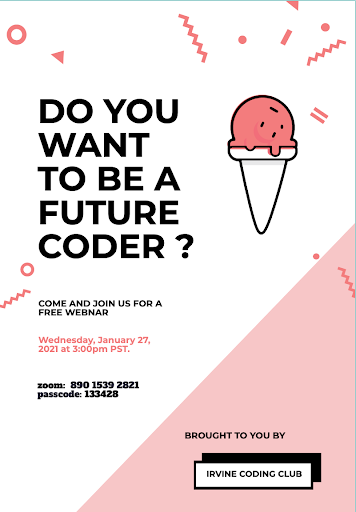 DO YOU
WANT
TO BE A
FUTURE
CODER ?
COME AND JOIN US FOR A
FREE WEBNAR
Wednesday, January 27,
2021 at 3:00pm PST.
zoom: 890 1539 2821
passcode: 133428
BROUGHT TO YOU BY
IRVINE CODING CLUB